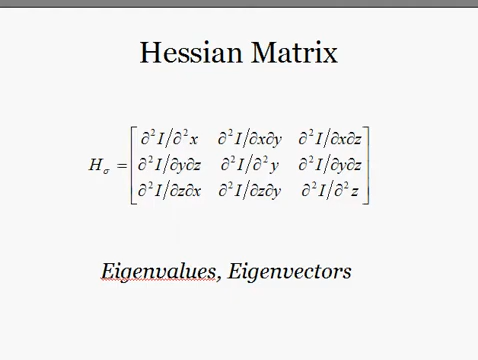 Hessian Matrix
∂²I/∂²x ∂²I/∂x∂y ∂²I/∂x∂z
H_σ = ∂²I/∂y∂z ∂²I/∂²y ∂²I/∂y∂z
∂²I/∂z∂x ∂²I/∂z∂y ∂²I/∂²z
Eigenvalues, Eigenvectors